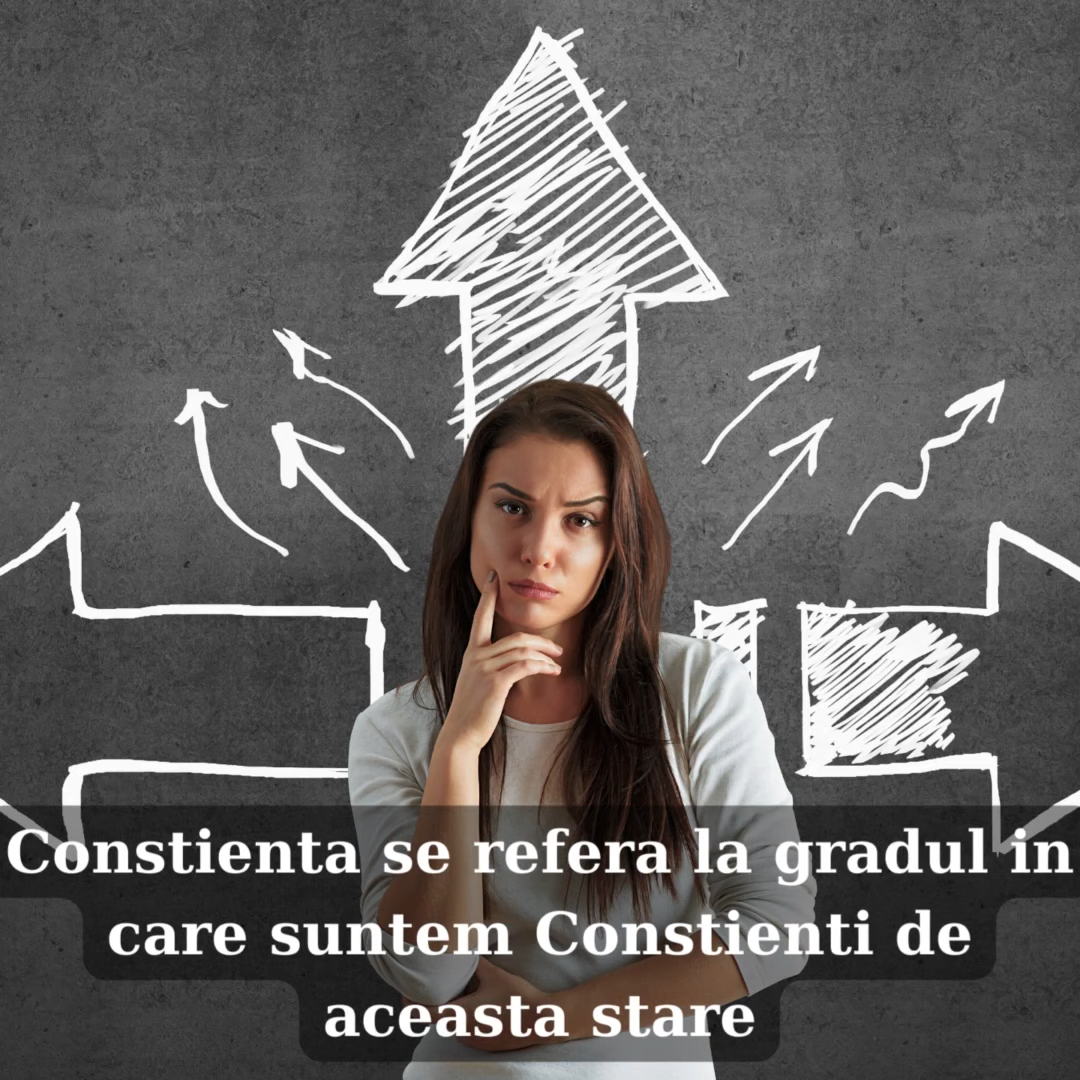 Constienta se refera la gradul in
care suntem Constienti de
aceasta stare